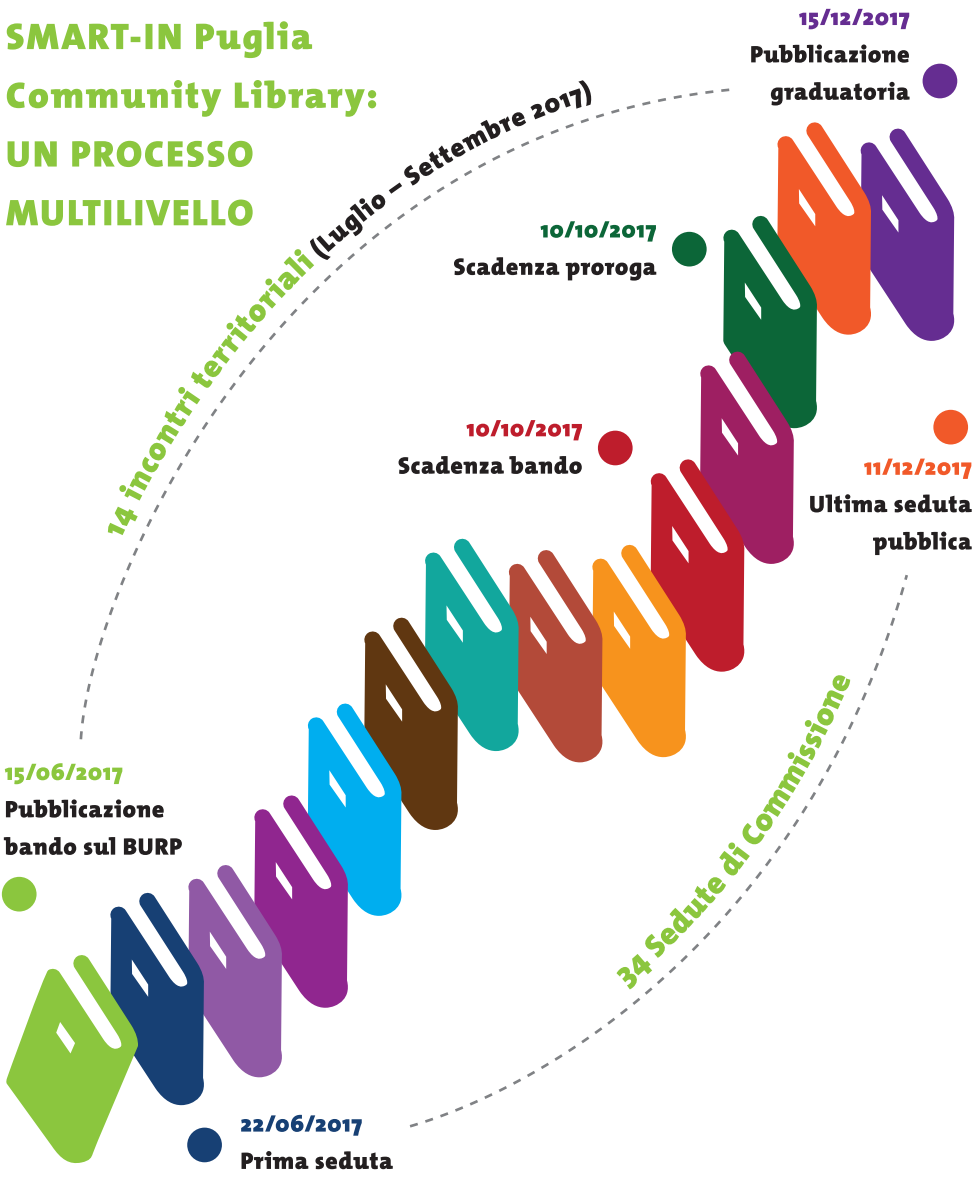 SMART-IN Puglia
Community Library:
UN PROCESSO
MULTILIVELLO
15/12/2017
Pubblicazione
graduatoria
14 incontri territoriali (Luglio – Settembre 2017)
10/10/2017
Scadenza proroga
10/10/2017
Scadenza bando
11/12/2017
Ultima seduta
pubblica
34 Sedute di Commissione
15/06/2017
Pubblicazione
bando sul BURP
22/06/2017
Prima seduta